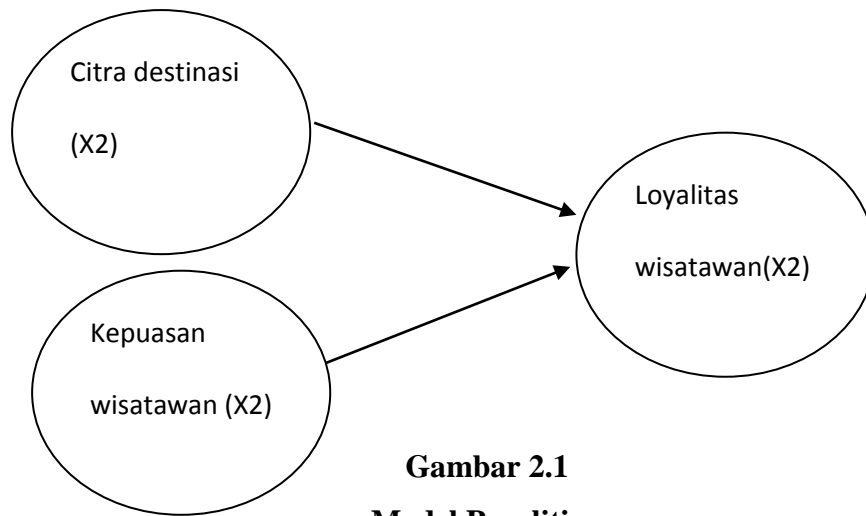 Citra destinasi
(X2)
Loyalitas
wisatawan(X2)
Kepuasan
wisatawan (X2)
Gambar 2.1